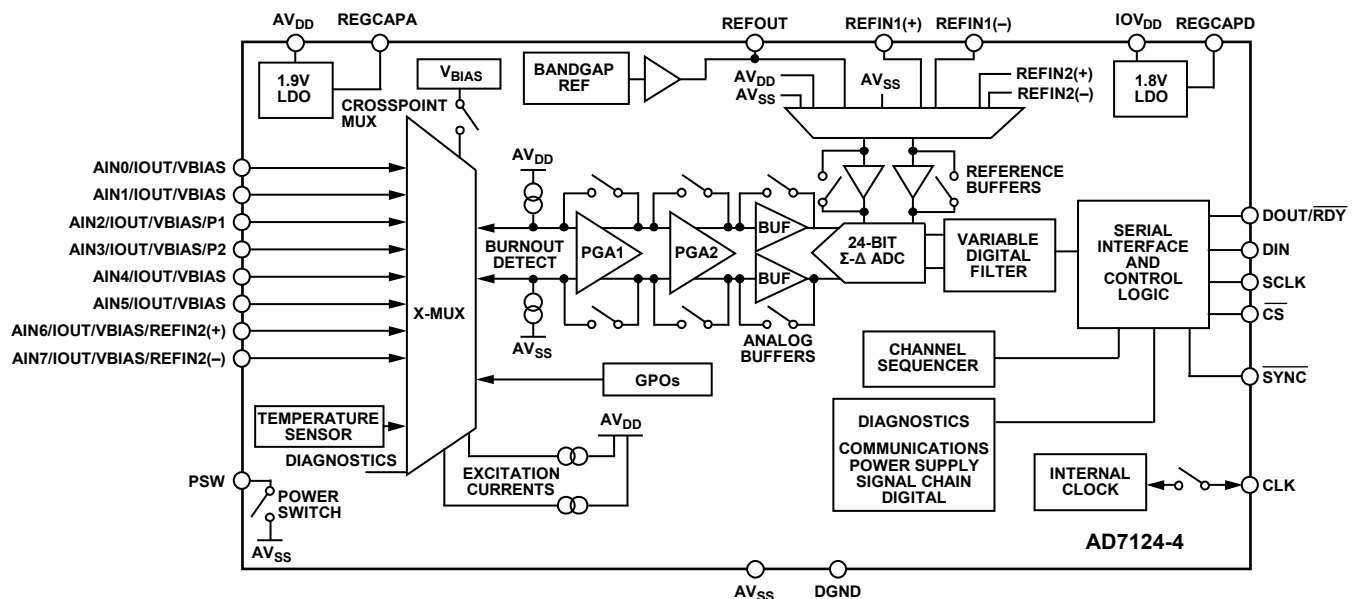 AVDD
REGCAPA
REFOUT
REFIN1(+)
REFIN1(–)
IOVDD
REGCAPD
1.9V
LDO
VBIAS
CROSSPOINT
MUX
BANDGAP
REF
AVDD
AVSS
AVSS
REFIN2(+)
REFIN2(–)
1.8V
LDO
AIN0/IOUT/VBIAS
AIN1/IOUT/VBIAS
AIN2/IOUT/VBIAS/P1
AIN3/IOUT/VBIAS/P2
AIN4/IOUT/VBIAS
AIN5/IOUT/VBIAS
AIN6/IOUT/VBIAS/REFIN2(+)
AIN7/IOUT/VBIAS/REFIN2(–)
X-MUX
AVDD
BURNOUT
DETECT
AVSS
PGA1
PGA2
BUF
BUF
ANALOG
BUFFERS
REFERENCE
BUFFERS
24-BIT
Σ-Δ ADC
VARIABLE
DIGITAL
FILTER
SERIAL
INTERFACE
AND
CONTROL
LOGIC
DOUT/RDY
DIN
SCLK
CS
SYNC
CLK
GPOs
CHANNEL
SEQUENCER
TEMPERATURE
SENSOR
DIAGNOSTICS
AVDD
EXCITATION
CURRENTS
DIAGNOSTICS
COMMUNICATIONS
POWER SUPPLY
SIGNAL CHAIN
DIGITAL
INTERNAL
CLOCK
PSW
POWER
SWITCH
AVSS
AD7124-4
AVSS
DGND